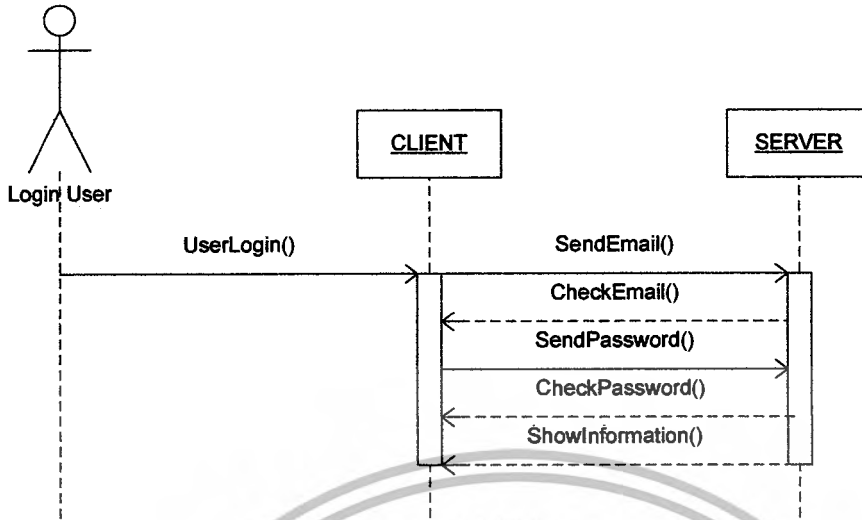 CLIENT
SERVER
Login User
UserLogin()
SendEmail()
CheckEmail()
SendPassword()
CheckPassword()
ShowInformation()